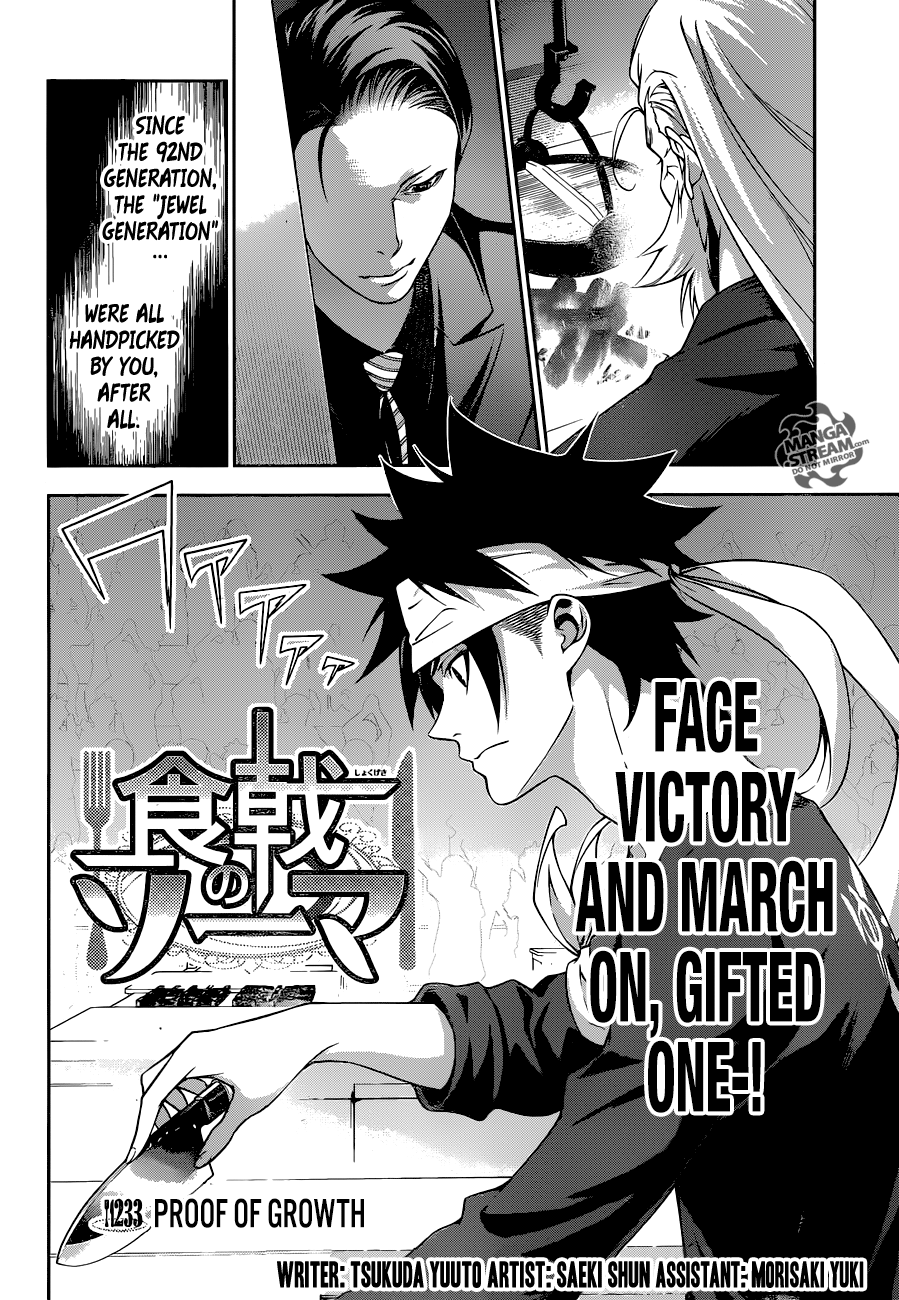 SINCE
THE 92ND
GENERATION,
THE "JEWEL
GENERATION"
...
WERE ALL
HANDPICKED
BY YOU,
AFTER
ALL.
MANGA
STREAM.com
DO NOT MIRROR
ワァァァァ
FACE
VICTORY
AND MARCH
ON, GIFTED
ONE-!
しょくげき
食戟
の
ソーマ
233 PROOF OF GROWTH
WRITER: TSUKUDA YUUTO ARTIST: SAEKI SHUN ASSISTANT: MORISAKI YUKI